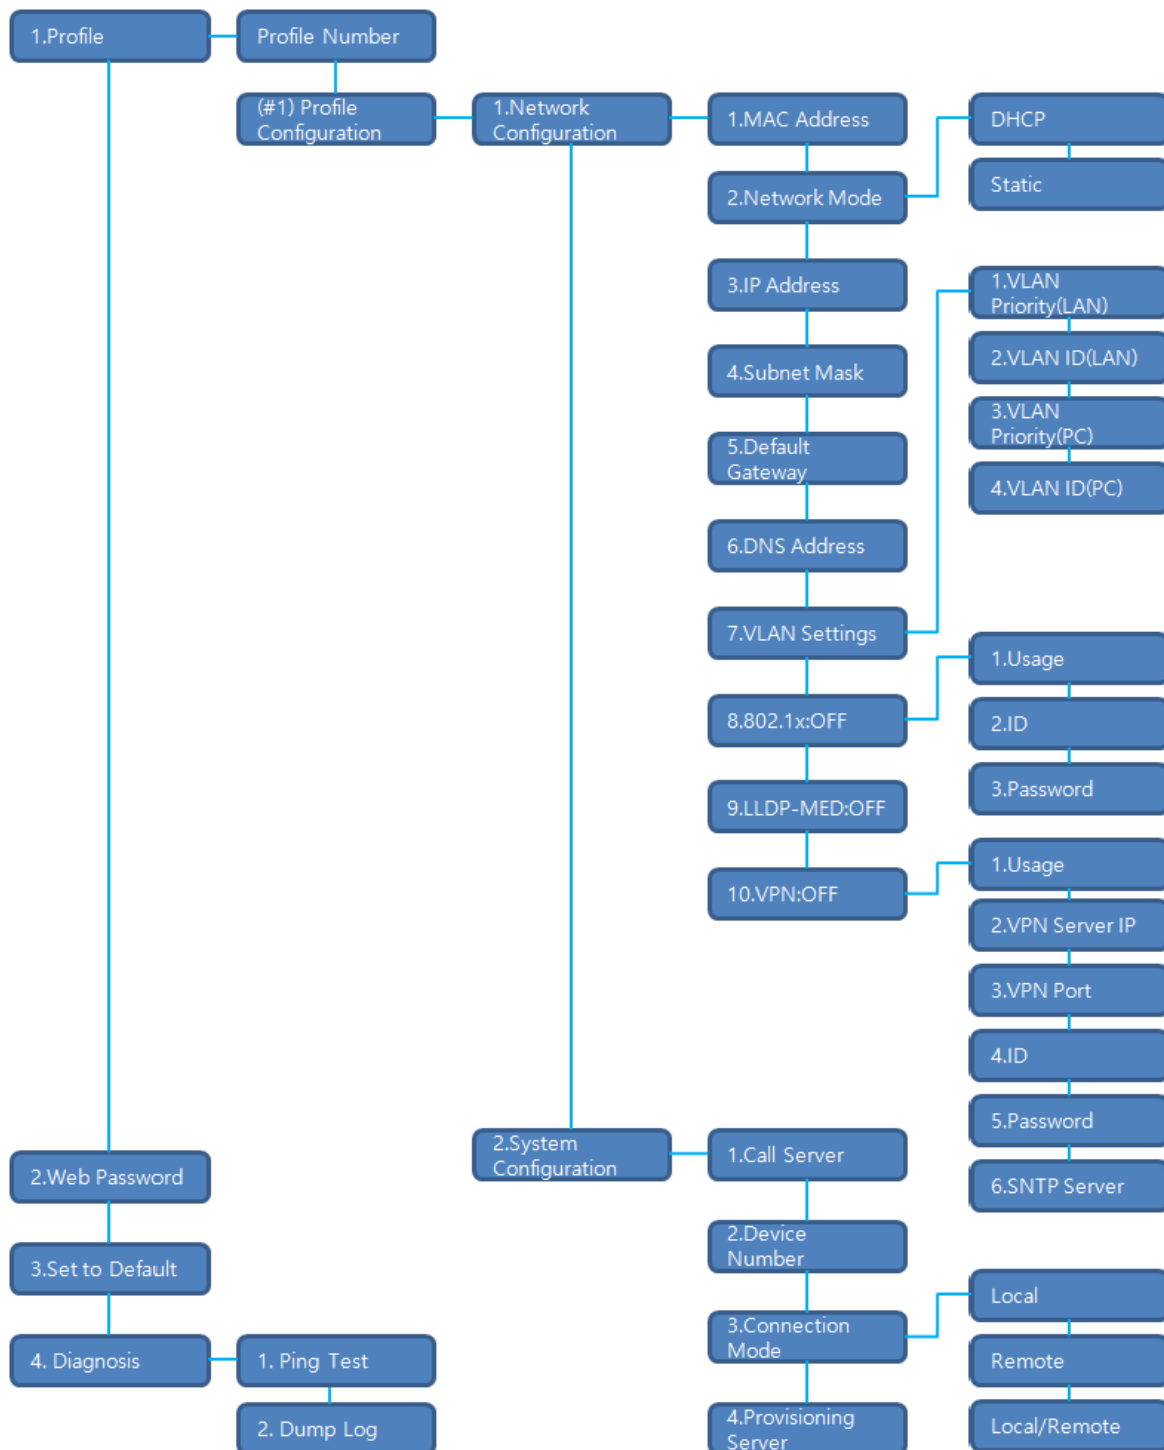 1.Profile
Profile Number
(#1) Profile
Configuration
1.Network
Configuration
1.MAC Address
DHCP
Static
2.Network Mode
3.IP Address
1.VLAN
Priority(LAN)
2.VLAN ID(LAN)
3.VLAN
Priority(PC)
4.VLAN ID(PC)
4.Subnet Mask
5.Default
Gateway
6.DNS Address
7.VLAN Settings
1.Usage
2.ID
3.Password
8.802.1x:OFF
9.LLDP-MED:OFF
10.VPN:OFF
1.Usage
2.VPN Server IP
3.VPN Port
4.ID
5.Password
6.SNTP Server
2.System
Configuration
1.Call Server
2.Device
Number
3.Connection
Mode
Local
Remote
Local/Remote
4.Provisioning
Server
2.Web Password
3.Set to Default
4. Diagnosis
1. Ping Test
2. Dump Log